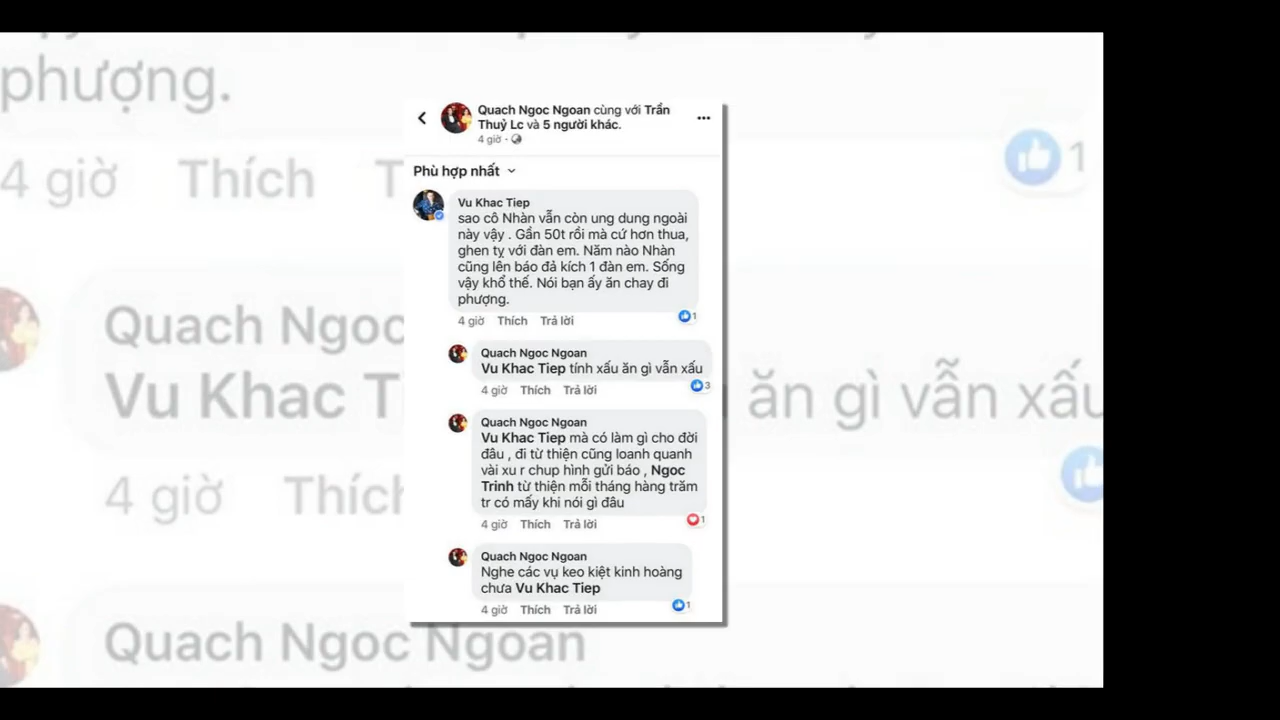 phượng.
4 giờ Thích T
1
Quach Ngoc
Vu Khac T
ăn gì vẫn xấu
4 giờ Thích
Quach Ngoc Ngoan
Quach Ngoc Ngoan cùng với Trần
Thuỷ Lc và 5 người khác.
4 giờ
Phù hợp nhất
Vu Khac Tiep
sao cô Nhàn vẫn còn ung dung ngoài
này vậy . Gần 50t rồi mà cứ hơn thua,
ghen tỵ với đàn em. Năm nào Nhàn
cũng lên báo đả kích 1 đàn em. Sống
vậy khổ thế. Nói bạn ấy ăn chay đi
phượng.
4 giờ Thích Trả lời 1
Quach Ngoc Ngoan
Vu Khac Tiep tính xấu ăn gì vẫn xấu
4 giờ Thích Trả lời 3
Quach Ngoc Ngoan
Vu Khac Tiep mà có làm gì cho đời
đâu , đi từ thiện cũng loanh quanh
vài xu r chup hình gửi báo , Ngoc
Trinh từ thiện mỗi tháng hàng trăm
tr có mấy khi nói gì đâu
4 giờ Thích Trả lời 1
Quach Ngoc Ngoan
Nghe các vụ keo kiệt kinh hoàng
chưa Vu Khac Tiep
4 giờ Thích Trả lời 1